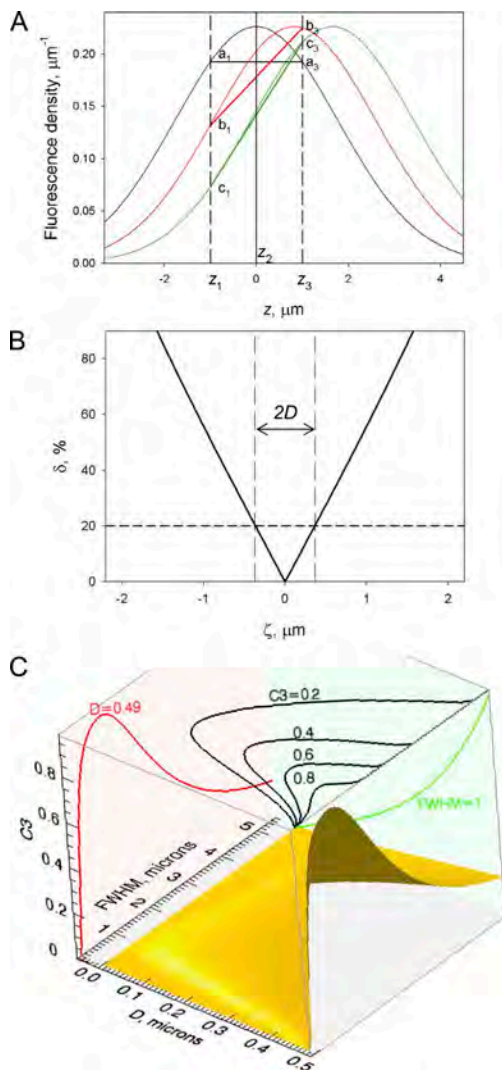 A
Fluorescence density, µm-1
0.20
0.15
0.10
0.05
0.00
a1
b1
c1
b3
c3
a3
z2
-2
0
2
4
z1
z3
z, µm
B
δ, %
80
60
40
20
0
2D
-2
-1
0
1
2
ζ, µm
C
C3
0.8
0.6
0.4
0.2
0
D=0.49
C3=0.2
0.4
0.6
0.8
FWHM=1
FWHM, microns
1
2
3
4
5
0.0
0.1
0.2
0.3
0.4
0.5
D, microns